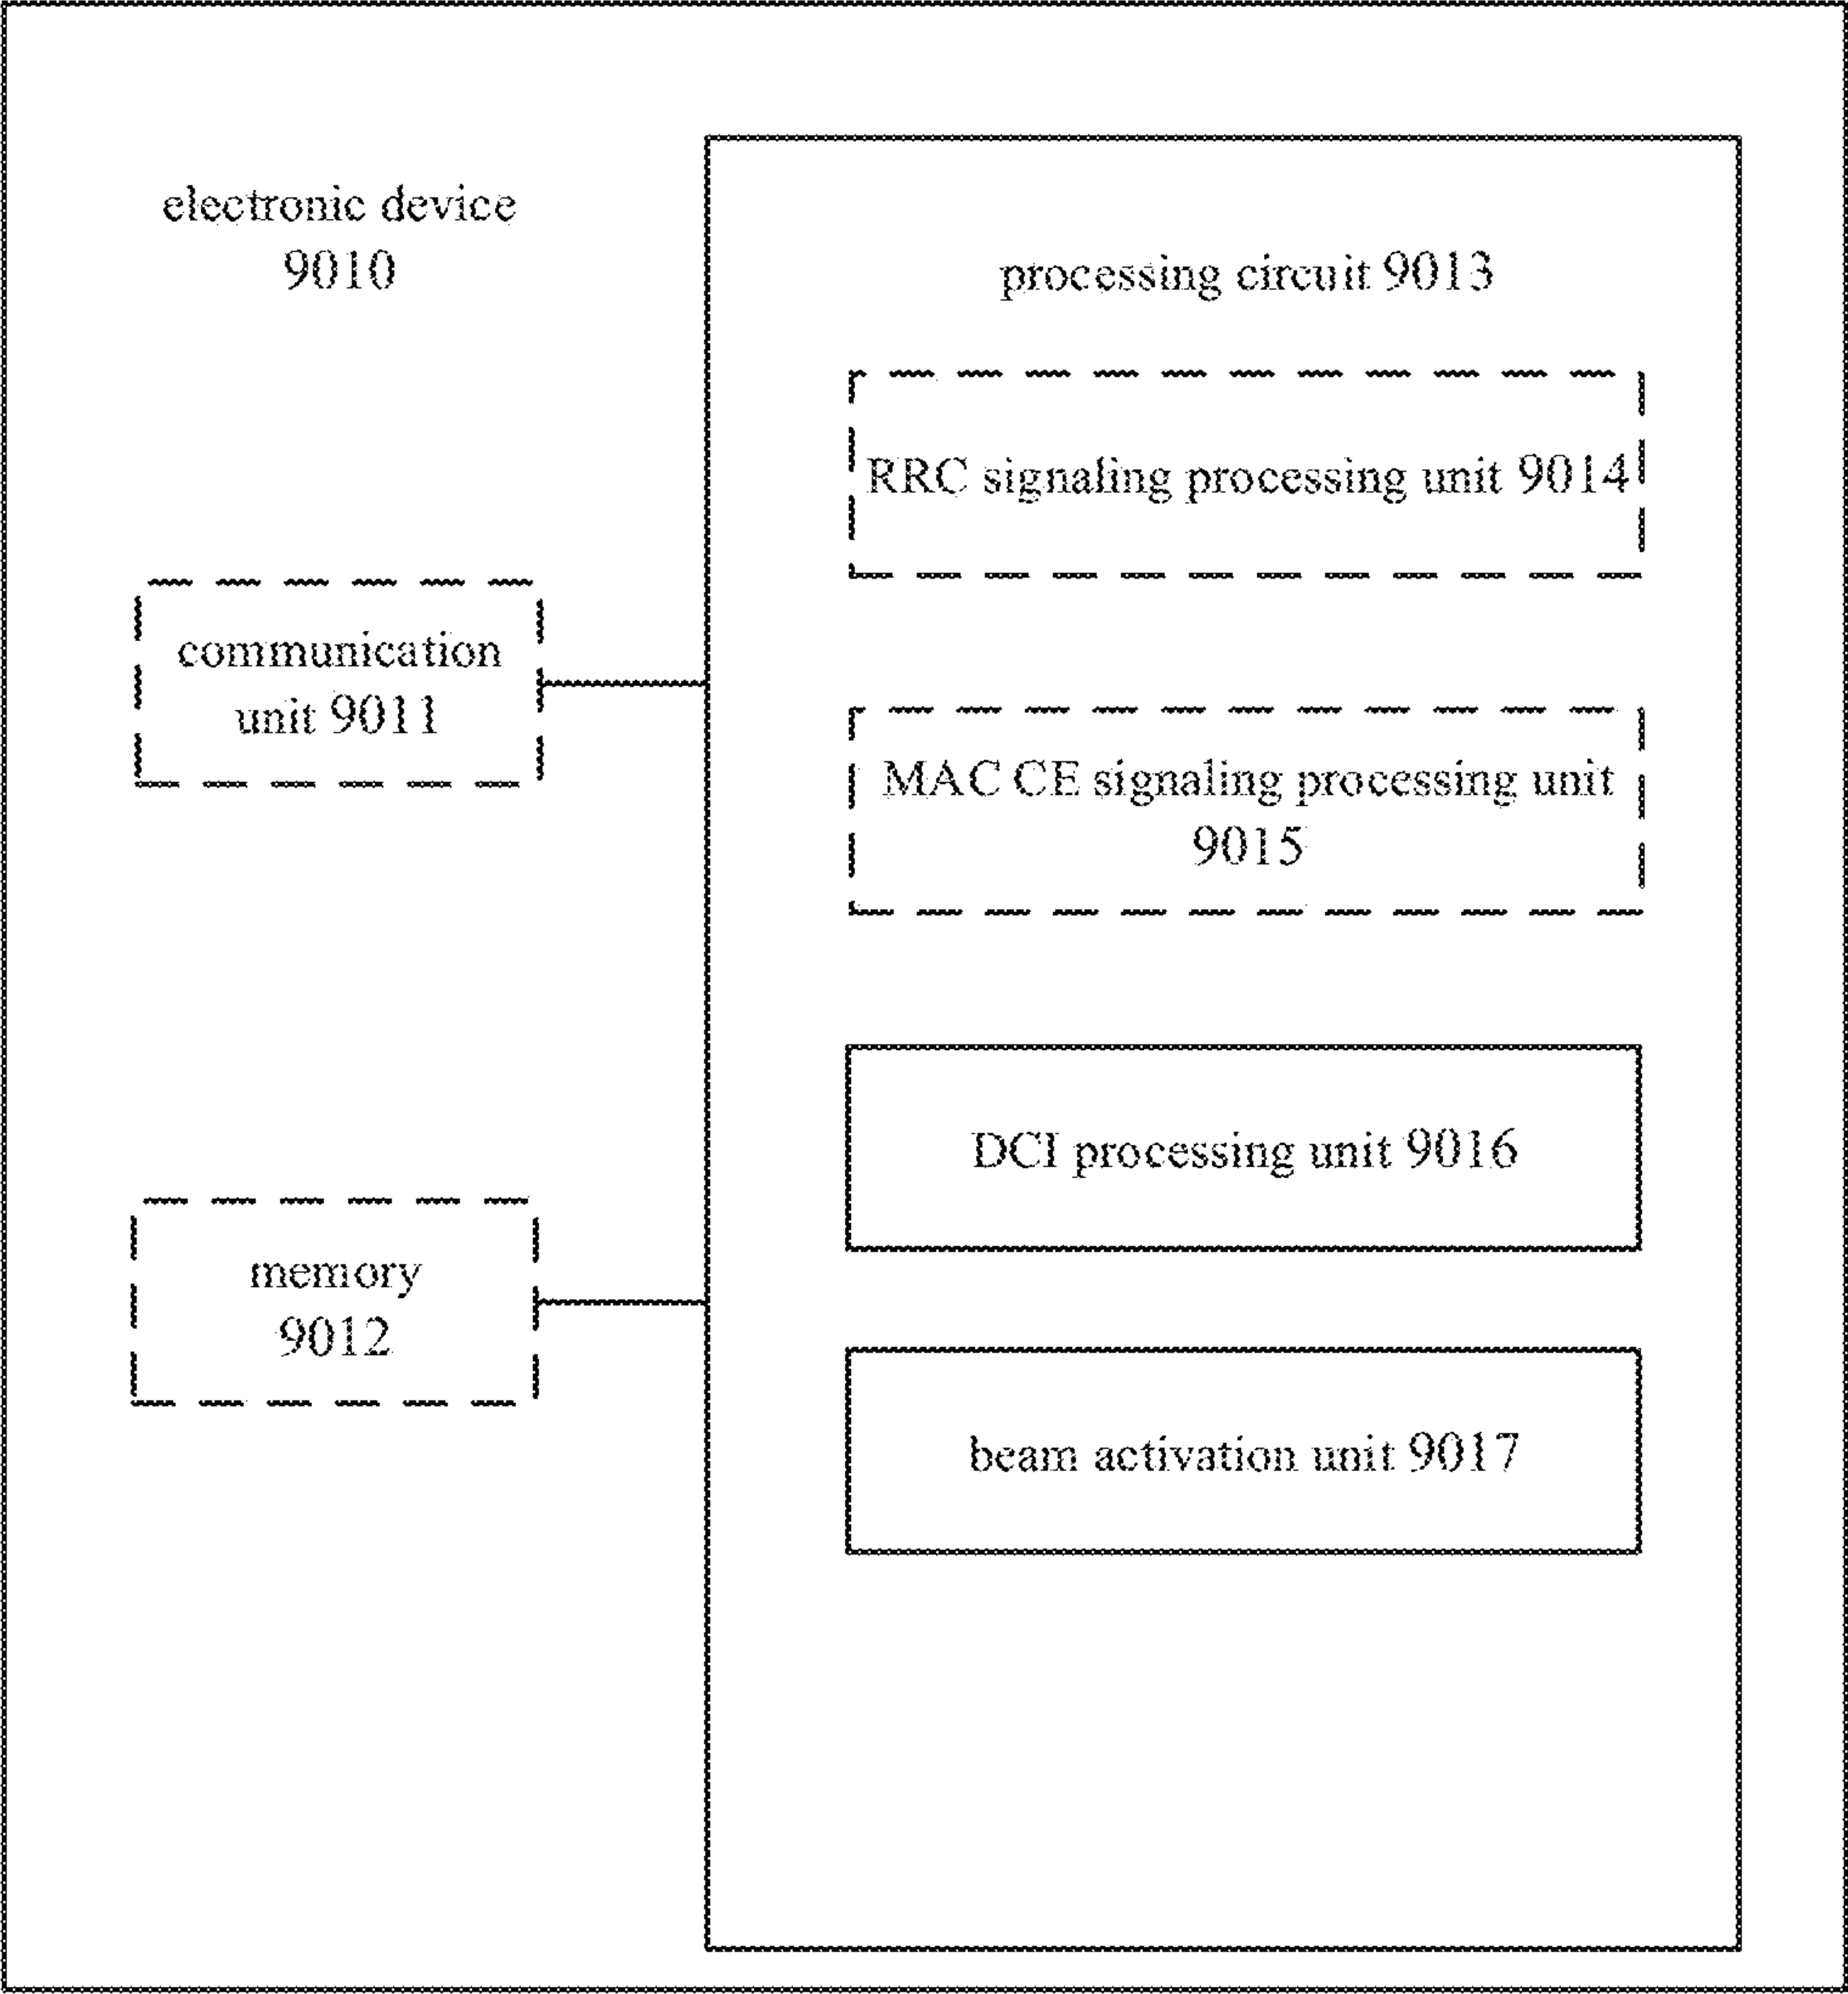 electronic device
9010
processing circuit 9013
RRC signaling processing unit 9014
communication
unit 9011
MAC CE signaling processing unit
9015
DCI processing unit 9016
memory
9012
beam activation unit 9017